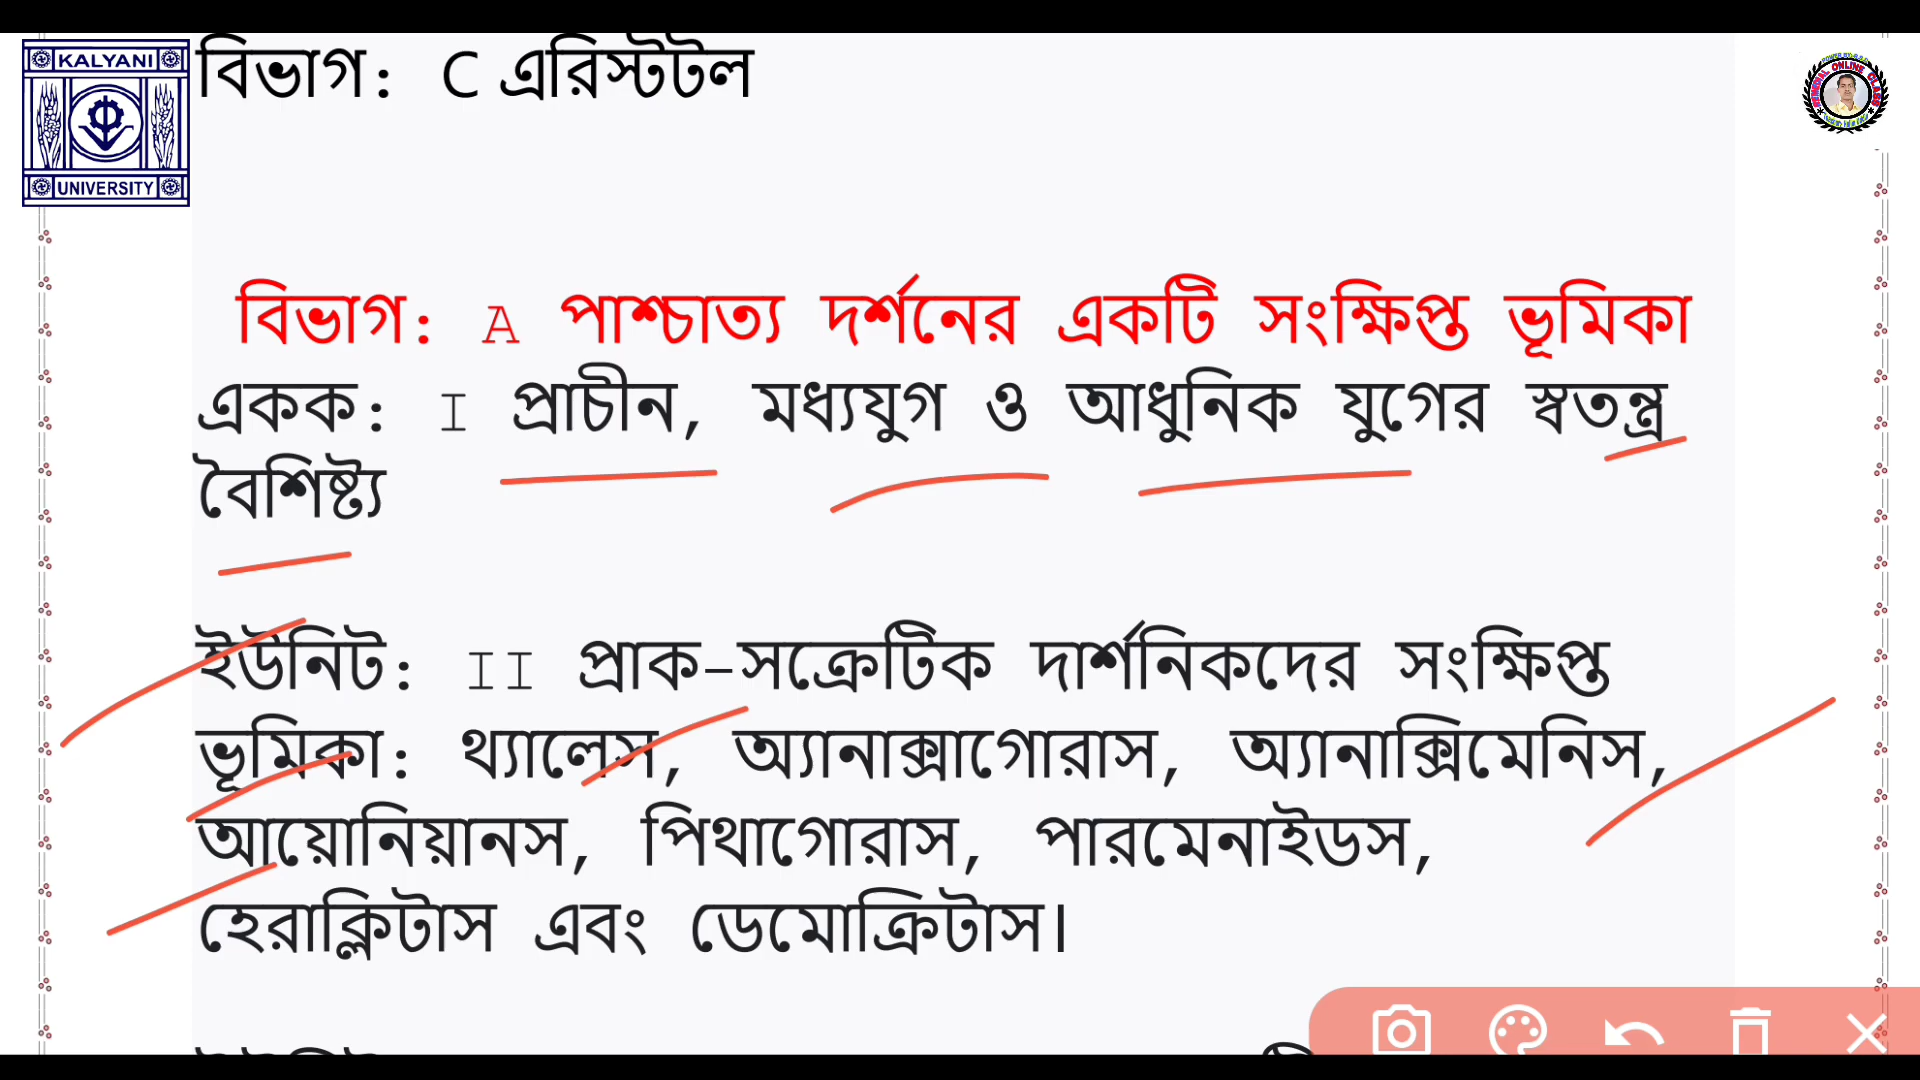 KALYANI
UNIVERSITY
বিভাগ: C এরিস্টটল
বিভাগ: A পাশ্চাত্য দর্শনের একটি সংক্ষিপ্ত ভূমিকা
একক: I প্রাচীন, মধ্যযুগ ও আধুনিক যুগের স্বতন্ত্র
বৈশিষ্ট্য
ইউনিট: II প্রাক-সক্রেটিক দার্শনিকদের সংক্ষিপ্ত
ভূমিকা: থ্যালেস, অ্যানাক্সাগোরাস, অ্যানাক্সিমেনিস,
আয়োনিয়ানস, পিথাগোরাস, পারমেনাইডস,
হেরাক্লিটাস এবং ডেমোক্রিটাস।